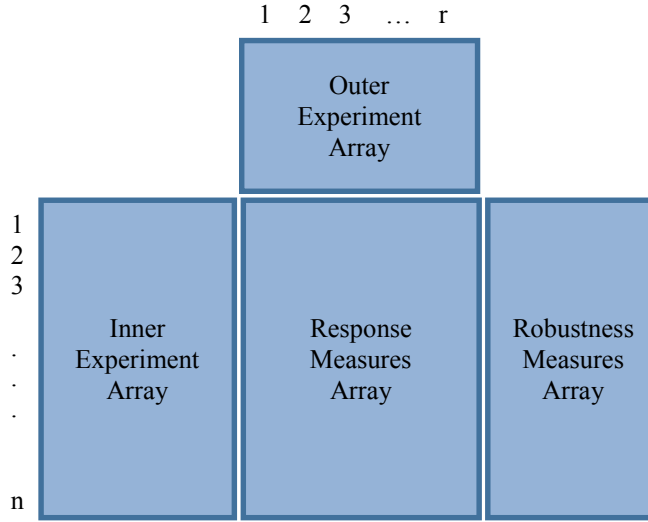 1 2 3 … r
Outer
Experiment
Array
1
2
3
.
.
.
n
Inner
Experiment
Array
Response
Measures
Array
Robustness
Measures
Array